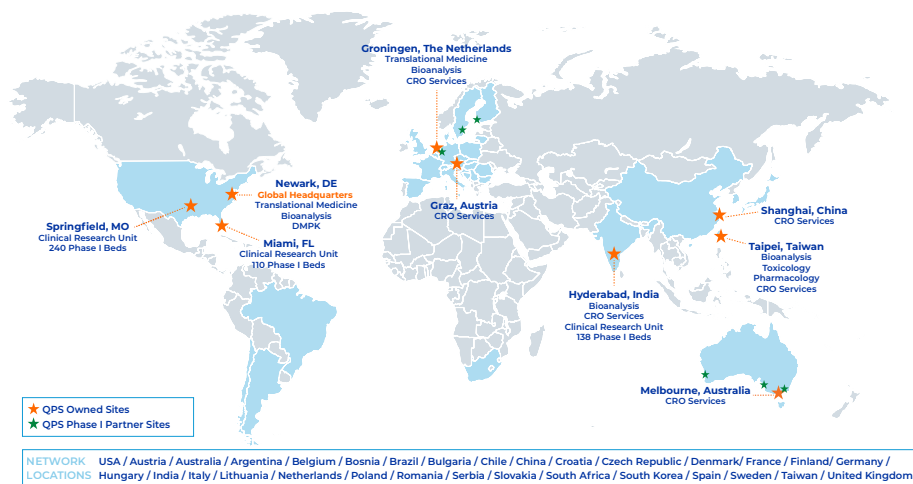 Groningen, The Netherlands
Translational Medicine
Bioanalysis
CRO Services
Newark, DE
Global Headquarters
Translational Medicine
Bioanalysis
DMPK
Springfield, MO
Clinical Research Unit
240 Phase I Beds
Miami, FL
Clinical Research Unit
110 Phase I Beds
Graz, Austria
CRO Services
Shanghai, China
CRO Services
Taipei, Taiwan
Bioanalysis
Toxicology
Pharmacology
CRO Services
Hyderabad, India
Bioanalysis
CRO Services
Clinical Research Unit
138 Phase I Beds
Melbourne, Australia
CRO Services
QPS Owned Sites
QPS Phase I Partner Sites
NETWORK USA / Austria / Australia / Argentina / Belgium / Bosnia / Brazil / Bulgaria / Chile / China / Croatia / Czech Republic / Denmark/ France / Finland/ Germany /
LOCATIONS Hungary / India / Italy / Lithuania / Netherlands / Poland / Romania / Serbia / Slovakia / South Africa / South Korea / Spain / Sweden / Taiwan / United Kingdom